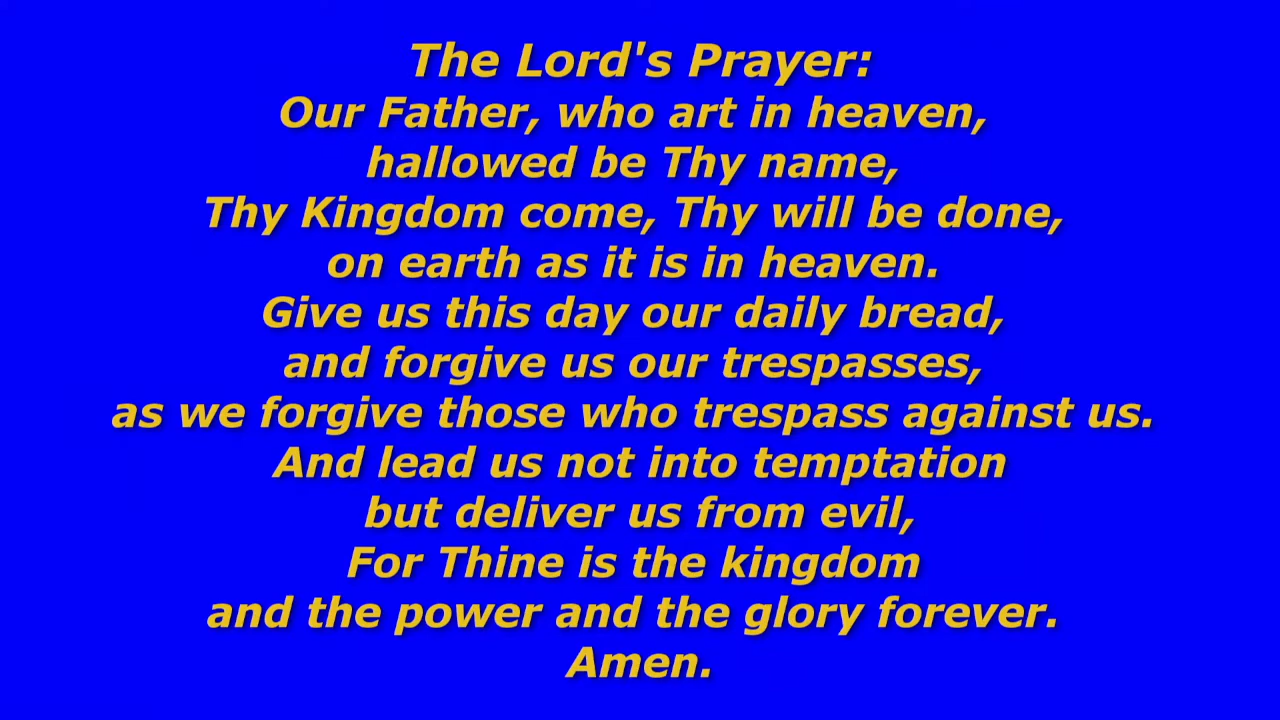 The Lord's Prayer:
Our Father, who art in heaven,
hallowed be Thy name,
Thy Kingdom come, Thy will be done,
on earth as it is in heaven.
Give us this day our daily bread,
and forgive us our trespasses,
as we forgive those who trespass against us.
And lead us not into temptation
but deliver us from evil,
For Thine is the kingdom
and the power and the glory forever.
Amen.